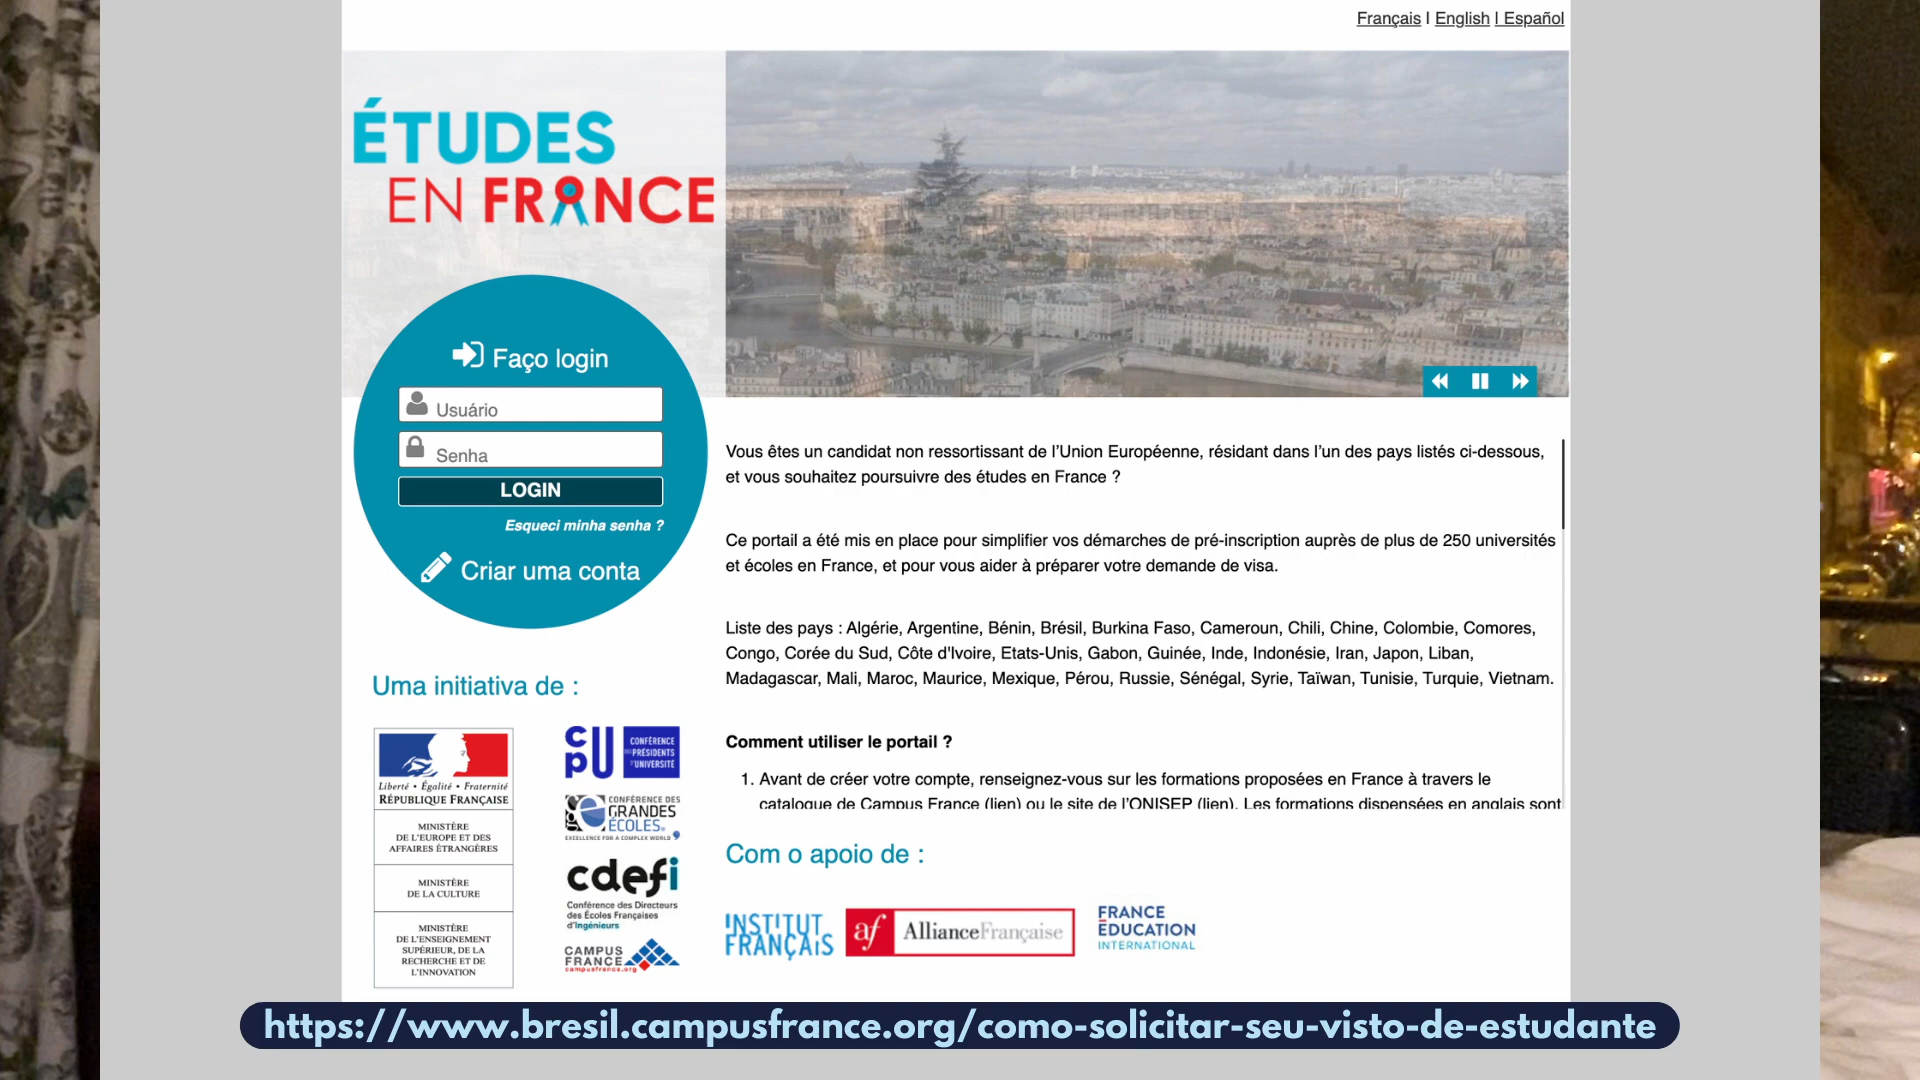 Français I English I Español
ÉTUDES
EN FRANCE
Faço login
Usuário
Senha
LOGIN
Esqueci minha senha ?
Criar uma conta
Vous êtes un candidat non ressortissant de l’Union Européenne, résidant dans l’un des pays listés ci-dessous,
et vous souhaitez poursuivre des études en France ?
Ce portail a été mis en place pour simplifier vos démarches de pré-inscription auprès de plus de 250 universités
et écoles en France, et pour vous aider à préparer votre demande de visa.
Liste des pays : Algérie, Argentine, Bénin, Brésil, Burkina Faso, Cameroun, Chili, Chine, Colombie, Comores,
Congo, Corée du Sud, Côte d'Ivoire, Etats-Unis, Gabon, Guinée, Inde, Indonésie, Iran, Japon, Liban,
Madagascar, Mali, Maroc, Maurice, Mexique, Pérou, Russie, Sénégal, Syrie, Taïwan, Tunisie, Turquie, Vietnam.
Comment utiliser le portail ?
1. Avant de créer votre compte, renseignez-vous sur les formations proposées en France à travers le
catalogue de Campus France (lien) ou le site de l’ONISEP (lien). Les formations dispensées en anglais sont
Uma initiativa de :
Liberté • Égalité • Fraternité
RÉPUBLIQUE FRANÇAISE
MINISTÈRE
DE L'EUROPE ET DES
AFFAIRES ÉTRANGÈRES
MINISTÈRE
DE LA CULTURE
MINISTÈRE
DE L'ENSEIGNEMENT
SUPÉRIEUR, DE LA
RECHERCHE ET DE
L'INNOVATION
cpu
CONFÉRENCE
DES PRÉSIDENTS
D'UNIVERSITÉ
CONFÉRENCE DES
GRANDES
ÉCOLES
EXCELLENCE FOR A COMPLEX WORLD
cdefi
Conférence des Directeurs
des Écoles Françaises
d'Ingénieurs
CAMPUS
FRANCE
campusfrance.org
Com o apoio de :
INSTITUT
FRANÇAIS
af AllianceFrançaise
FRANCE
EDUCATION
INTERNATIONAL
https://www.bresil.campusfrance.org/como-solicitar-seu-visto-de-estudante